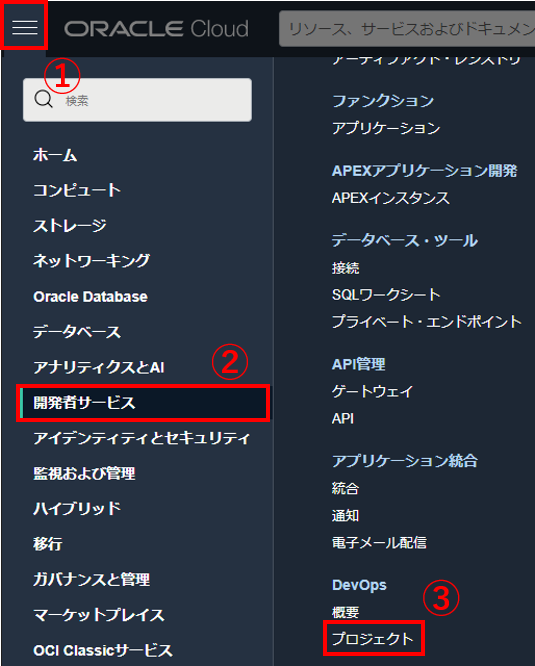 ORACLE Cloud
リソース、サービスおよびドキュメン
①
検索
ホーム
コンピュート
ストレージ
ネットワーキング
Oracle Database
データベース
アナリティクスとAI
②
開発者サービス
アイデンティティとセキュリティ
監視および管理
ハイブリッド
移行
ガバナンスと管理
マーケットプレイス
OCI Classicサービス
アーティファクト・レジストリ
ファンクション
アプリケーション
APEXアプリケーション開発
APEXインスタンス
データベース・ツール
接続
SQLワークシート
プライベート・エンドポイント
API管理
ゲートウェイ
API
アプリケーション統合
統合
通知
電子メール配信
DevOps
③
概要
プロジェクト